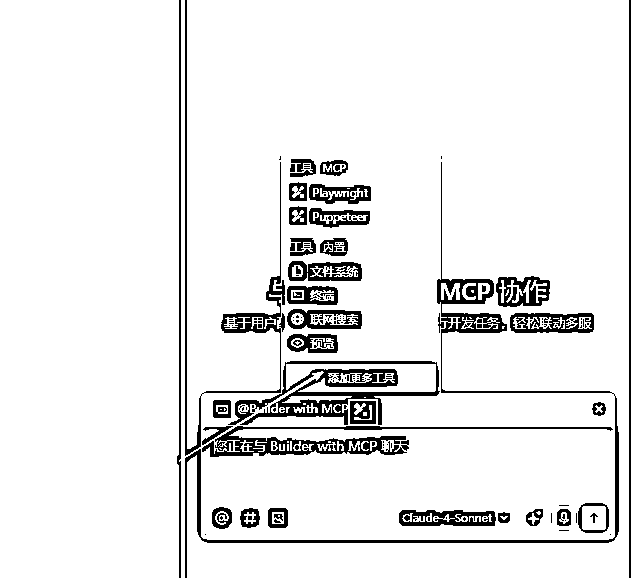 工具 MCP
Playwright
Puppeteer
工具 内置
文件系统
与
MCP 协作
终端
基于用户
联网搜索
行开发任务，轻松联动多服
预览
添加更多工具
@Builder with MCP
您正在与 Builder with MCP 聊天
Claude-4-Sonnet